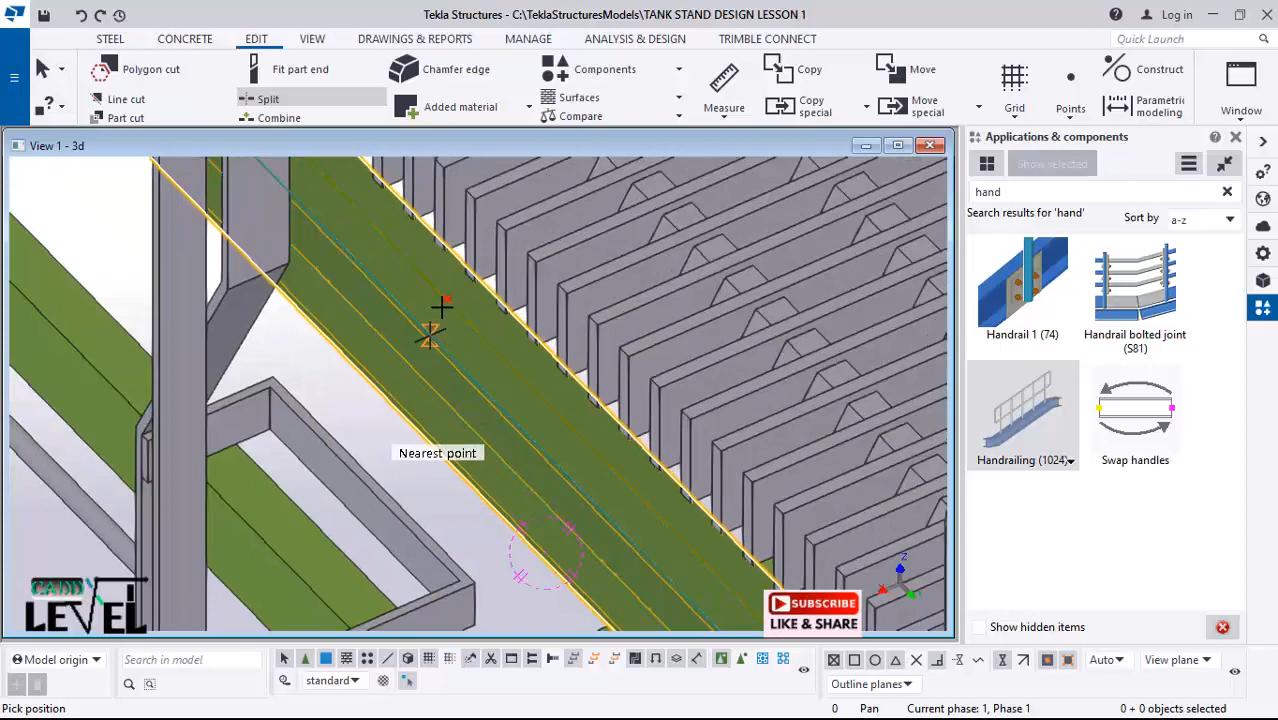 Tekla Structures - C:\TeklaStructuresModels\TANK STAND DESIGN LESSON 1
Log in
STEEL CONCRETE EDIT VIEW DRAWINGS & REPORTS MANAGE ANALYSIS & DESIGN TRIMBLE CONNECT Quick Launch
Polygon cut
Line cut
Part cut
Fit part end
Split
Combine
Chamfer edge
Added material
Components
Surfaces
Compare
Measure
Copy
Copy special
Move
Move special
Grid
Points
Construct
Parametric modeling
Window
View 1 - 3d
Nearest point
CADD
LEVEL
SUBSCRIBE
LIKE & SHARE
Applications & components
Show selected
hand
Search results for 'hand'
Sort by a-z
Handrail 1 (74)
Handrail bolted joint (S81)
Handrailing (1024)
Swap handles
Show hidden items
Model origin
Search in model
standard
Auto
View plane
Outline planes
Pick position
0 Pan Current phase: 1, Phase 1 0 + 0 objects selected